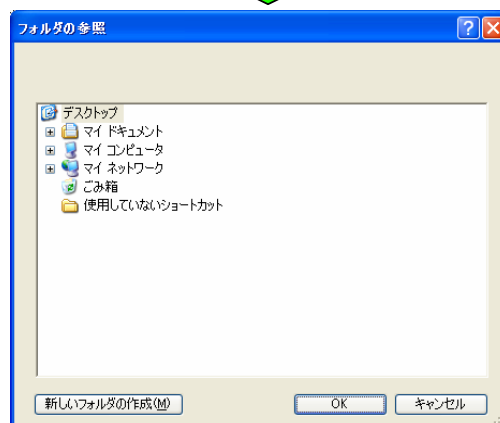 フォルダの参照
デスクトップ
マイ ドキュメント
マイ コンピュータ
マイ ネットワーク
ごみ箱
使用していないショートカット
新しいフォルダの作成(M) OK キャンセル